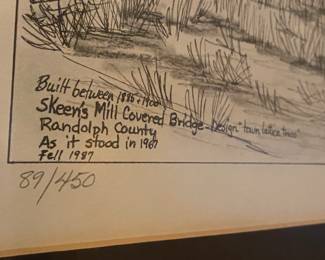 Built between 1885 + 1900
Skeen's Mill Covered Bridge - Design "town lattice truss"
Randolph County
As it stood in 1967
Fell 1987
89/450